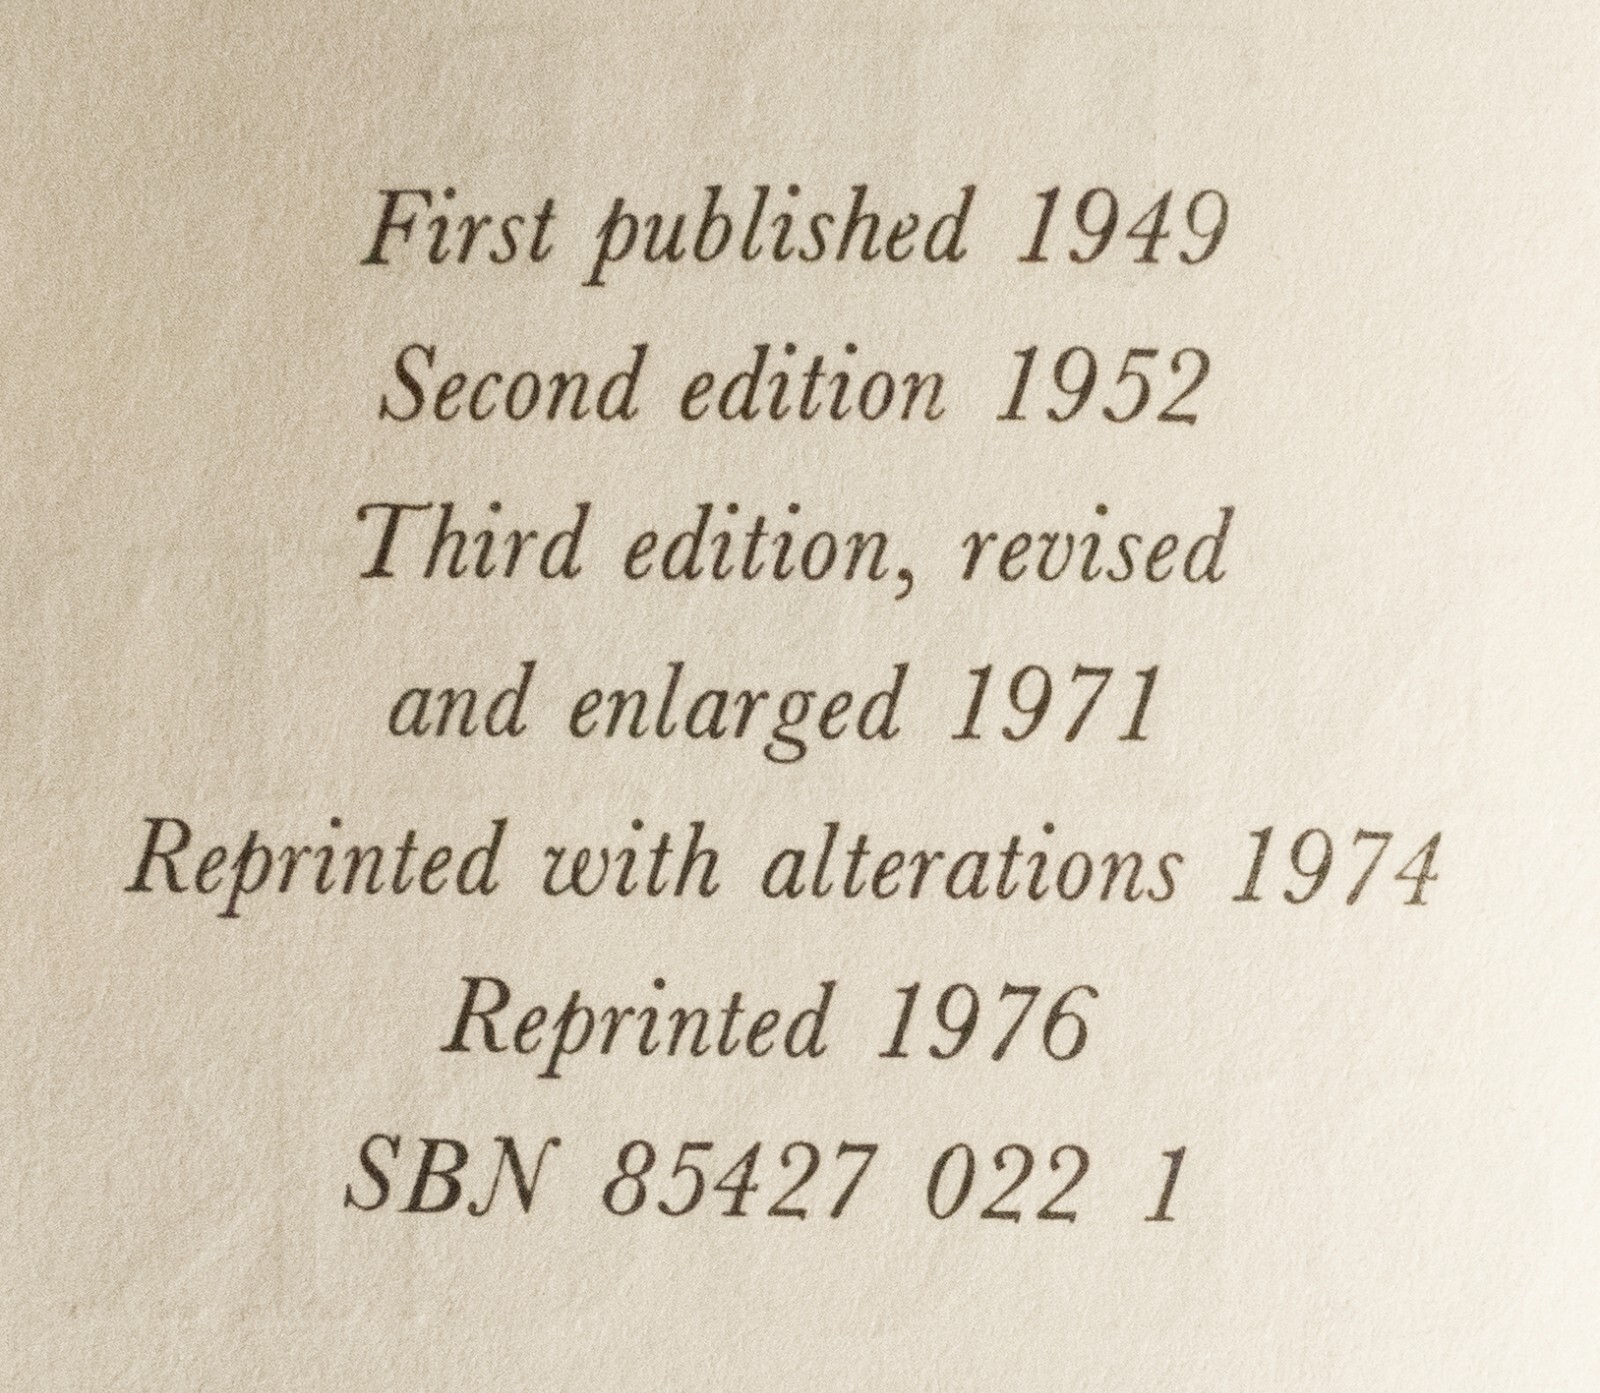 First published 1949
Second edition 1952
Third edition, revised
and enlarged 1971
Reprinted with alterations 1974
Reprinted 1976
SBN 85427 022 1